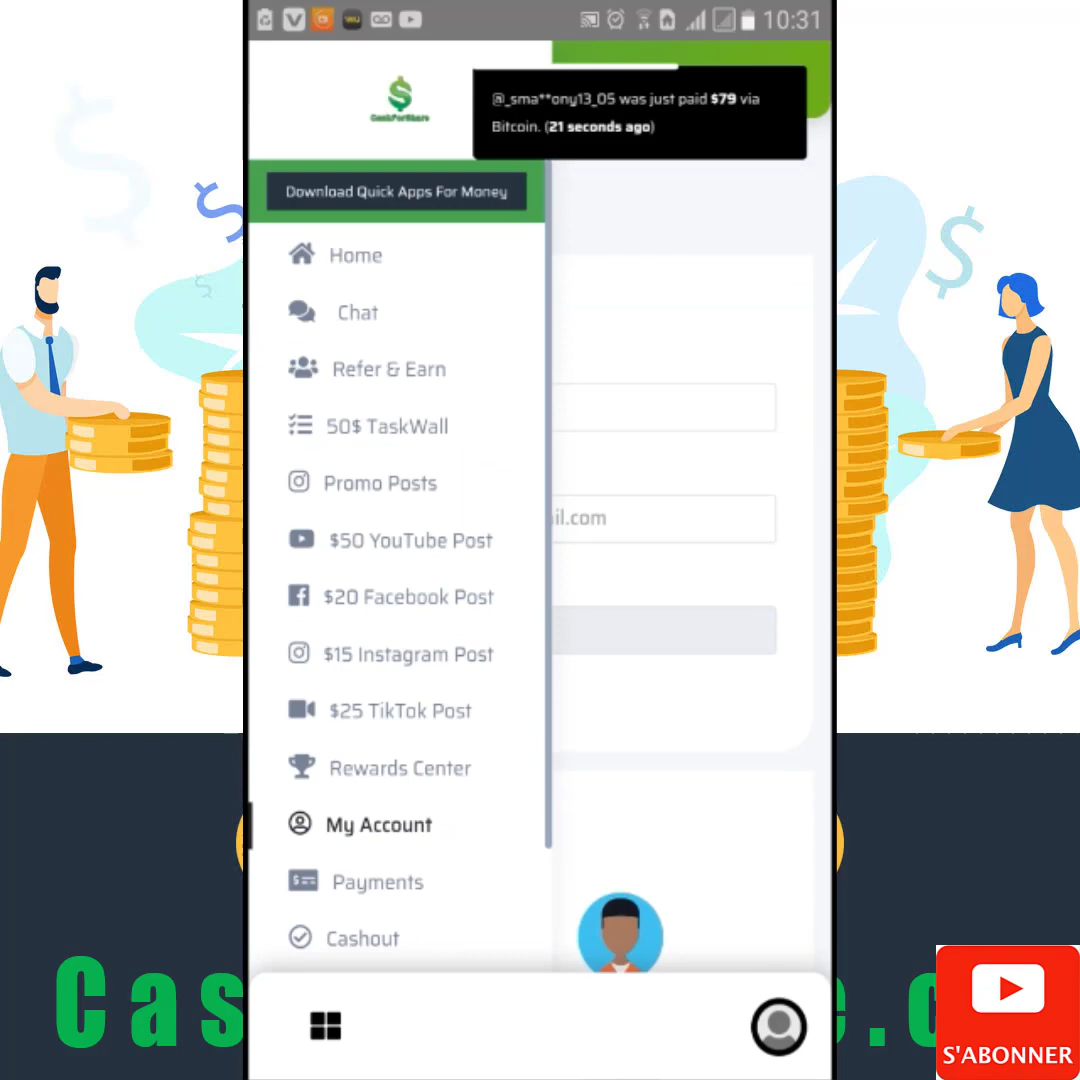 10:31
CashForShare
@_sma**ony13_05 was just paid $79 via
Bitcoin. (21 seconds ago)
Download Quick Apps For Money
Home
Chat
Refer & Earn
50$ TaskWall
Promo Posts
$50 YouTube Post
il.com
$20 Facebook Post
$15 Instagram Post
$25 TikTok Post
Rewards Center
My Account
Payments
Cashout
Cas
e.c
S'ABONNER